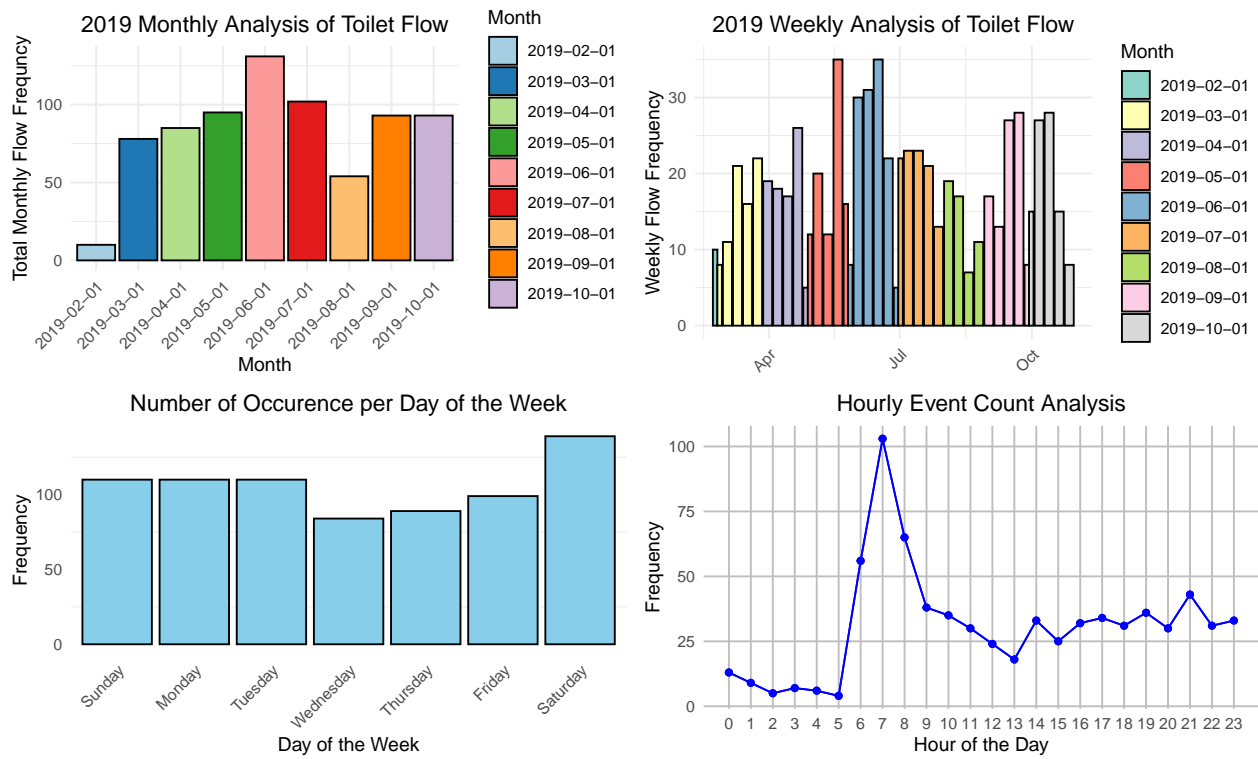 2019 Monthly Analysis of Toilet Flow
Total Monthly Flow Frequncy
100
50
0
2019−02−01
2019−03−01
2019−04−01
2019−05−01
2019−06−01
2019−07−01
2019−08−01
2019−09−01
2019−10−01
Month
Month
2019−02−01
2019−03−01
2019−04−01
2019−05−01
2019−06−01
2019−07−01
2019−08−01
2019−09−01
2019−10−01
2019 Weekly Analysis of Toilet Flow
Weekly Flow Frequency
30
20
10
0
Apr
Jul
Oct
Month
2019−02−01
2019−03−01
2019−04−01
2019−05−01
2019−06−01
2019−07−01
2019−08−01
2019−09−01
2019−10−01
Number of Occurence per Day of the Week
Frequency
100
50
0
Sunday
Monday
Tuesday
Wednesday
Thursday
Friday
Saturday
Day of the Week
Hourly Event Count Analysis
Frequency
100
75
50
25
0
0 1 2 3 4 5 6 7 8 9 10 11 12 13 14 15 16 17 18 19 20 21 22 23
Hour of the Day